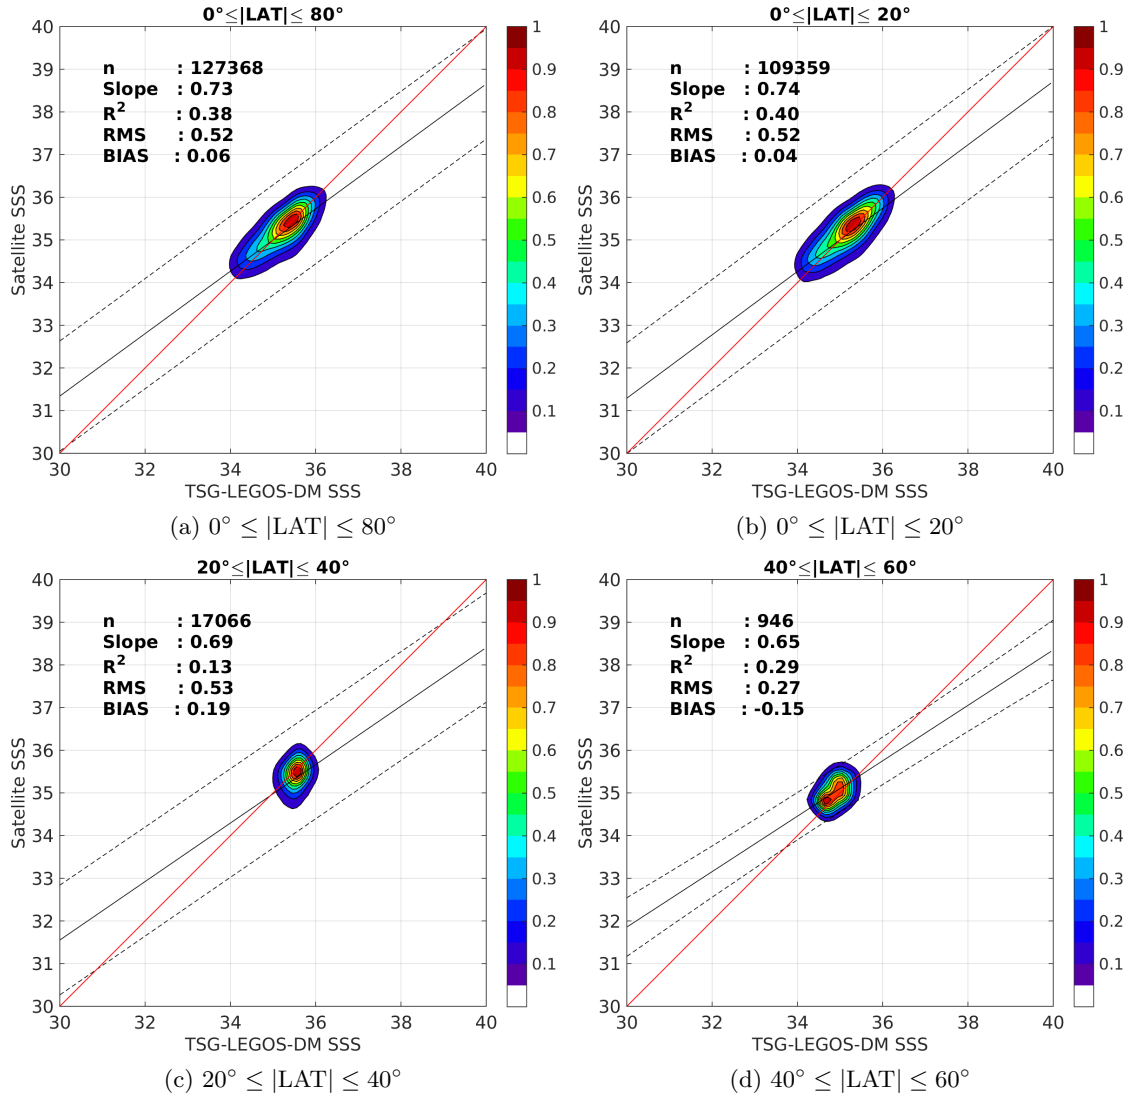 0°≤|LAT|≤ 80°
40
39
38
37
36
35
34
33
32
31
30
Satellite SSS
n : 127368
Slope : 0.73
R² : 0.38
RMS : 0.52
BIAS : 0.06
30 32 34 36 38 40
TSG-LEGOS-DM SSS
1
0.9
0.8
0.7
0.6
0.5
0.4
0.3
0.2
0.1
(a) 0° ≤ |LAT| ≤ 80°
0°≤|LAT|≤ 20°
40
39
38
37
36
35
34
33
32
31
30
Satellite SSS
n : 109359
Slope : 0.74
R² : 0.40
RMS : 0.52
BIAS : 0.04
30 32 34 36 38 40
TSG-LEGOS-DM SSS
1
0.9
0.8
0.7
0.6
0.5
0.4
0.3
0.2
0.1
(b) 0° ≤ |LAT| ≤ 20°
20°≤|LAT|≤ 40°
40
39
38
37
36
35
34
33
32
31
30
Satellite SSS
n : 17066
Slope : 0.69
R² : 0.13
RMS : 0.53
BIAS : 0.19
30 32 34 36 38 40
TSG-LEGOS-DM SSS
1
0.9
0.8
0.7
0.6
0.5
0.4
0.3
0.2
0.1
(c) 20° ≤ |LAT| ≤ 40°
40°≤|LAT|≤ 60°
40
39
38
37
36
35
34
33
32
31
30
Satellite SSS
n : 946
Slope : 0.65
R² : 0.29
RMS : 0.27
BIAS : -0.15
30 32 34 36 38 40
TSG-LEGOS-DM SSS
1
0.9
0.8
0.7
0.6
0.5
0.4
0.3
0.2
0.1
(d) 40° ≤ |LAT| ≤ 60°